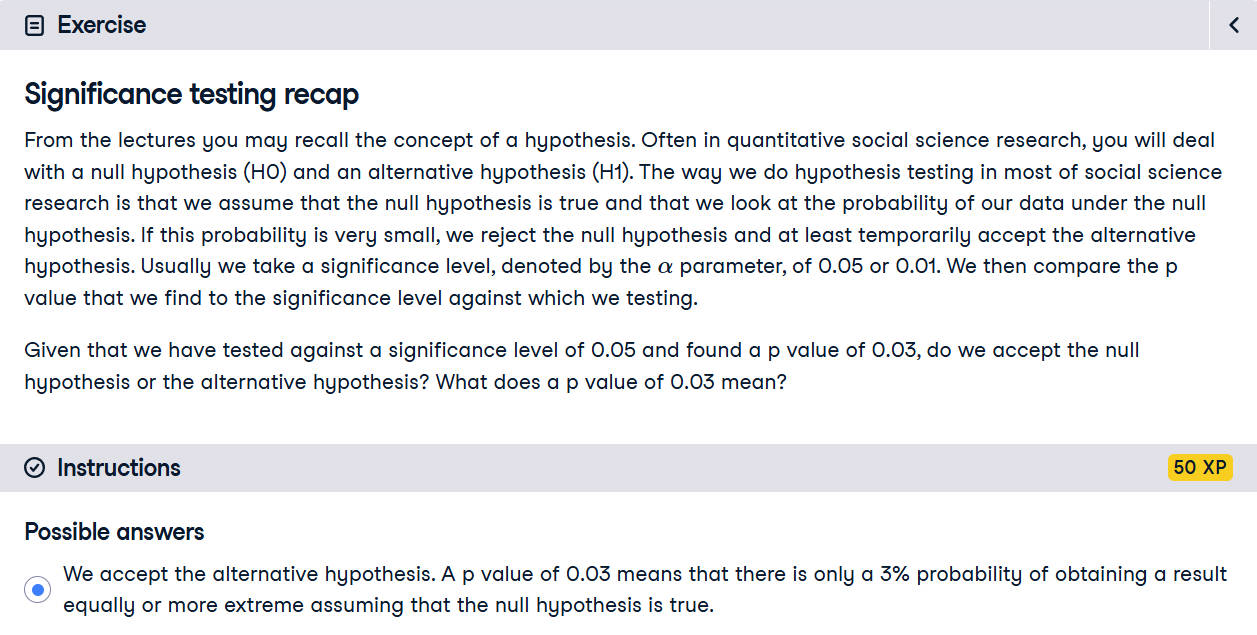 Exercise
Significance testing recap
From the lectures you may recall the concept of a hypothesis. Often in quantitative social science research, you will deal
with a null hypothesis (H0) and an alternative hypothesis (H1). The way we do hypothesis testing in most of social science
research is that we assume that the null hypothesis is true and that we look at the probability of our data under the null
hypothesis. If this probability is very small, we reject the null hypothesis and at least temporarily accept the alternative
hypothesis. Usually we take a significance level, denoted by the α parameter, of 0.05 or 0.01. We then compare the p
value that we find to the significance level against which we testing.
Given that we have tested against a significance level of 0.05 and found a p value of 0.03, do we accept the null
hypothesis or the alternative hypothesis? What does a p value of 0.03 mean?
Instructions
50 XP
Possible answers
We accept the alternative hypothesis. A p value of 0.03 means that there is only a 3% probability of obtaining a result
equally or more extreme assuming that the null hypothesis is true.